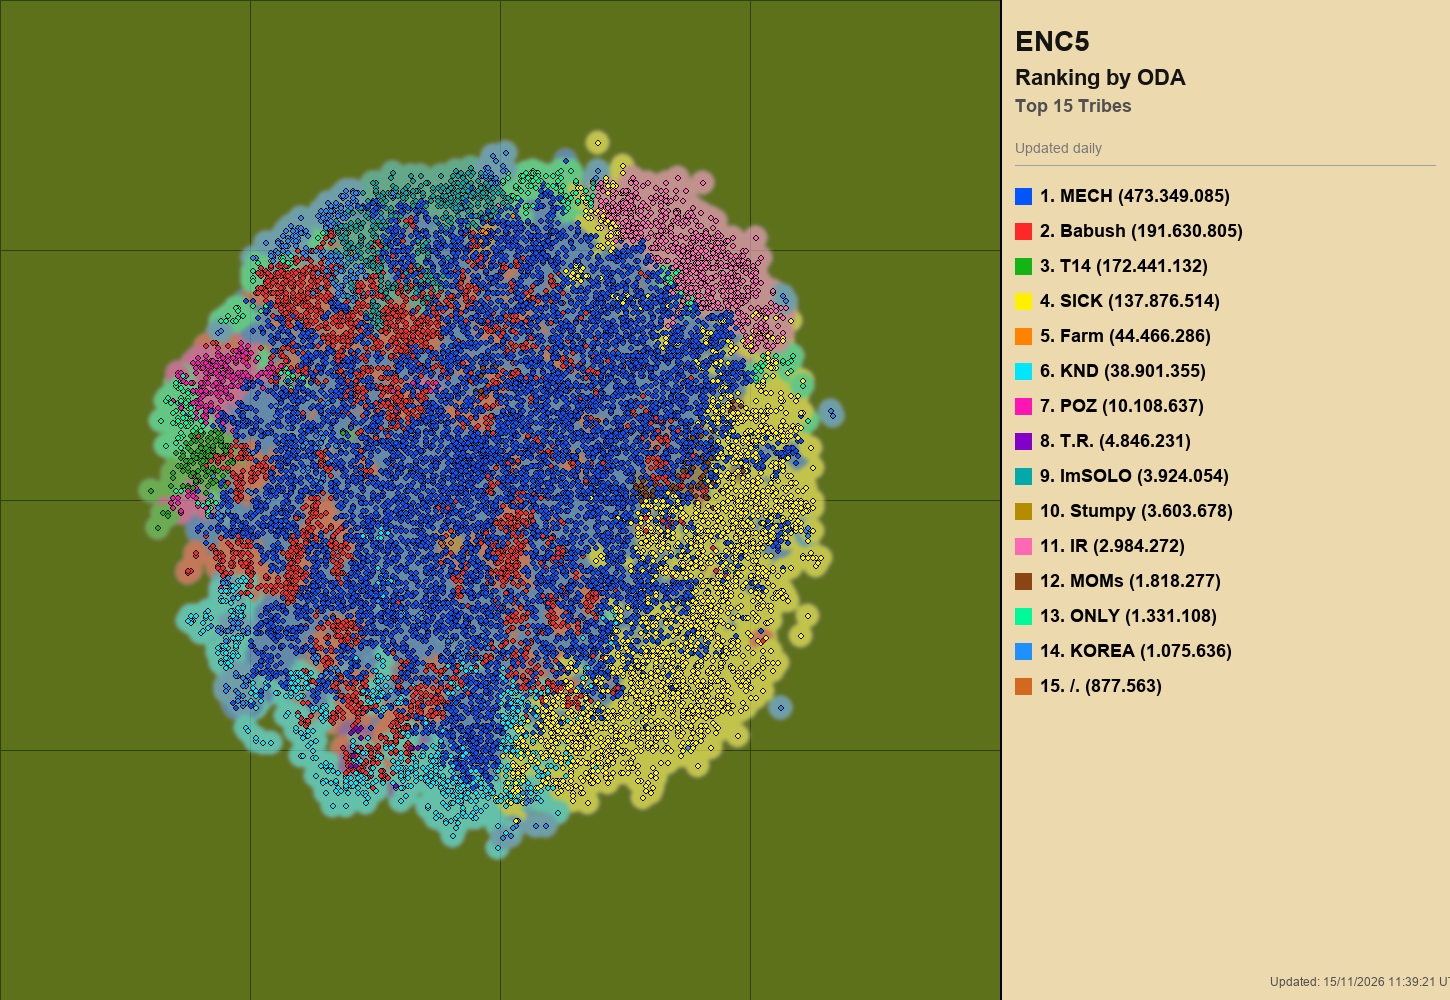 ENC5
Ranking by ODA
Top 15 Tribes
Updated daily
1. MECH (473.349.085)
2. Babush (191.630.805)
3. T14 (172.441.132)
4. SICK (137.876.514)
5. Farm (44.466.286)
6. KND (38.901.355)
7. POZ (10.108.637)
8. T.R. (4.846.231)
9. ImSOLO (3.924.054)
10. Stumpy (3.603.678)
11. IR (2.984.272)
12. MOMs (1.818.277)
13. ONLY (1.331.108)
14. KOREA (1.075.636)
15. /. (877.563)
Updated: 15/11/2026 11:39:21 U